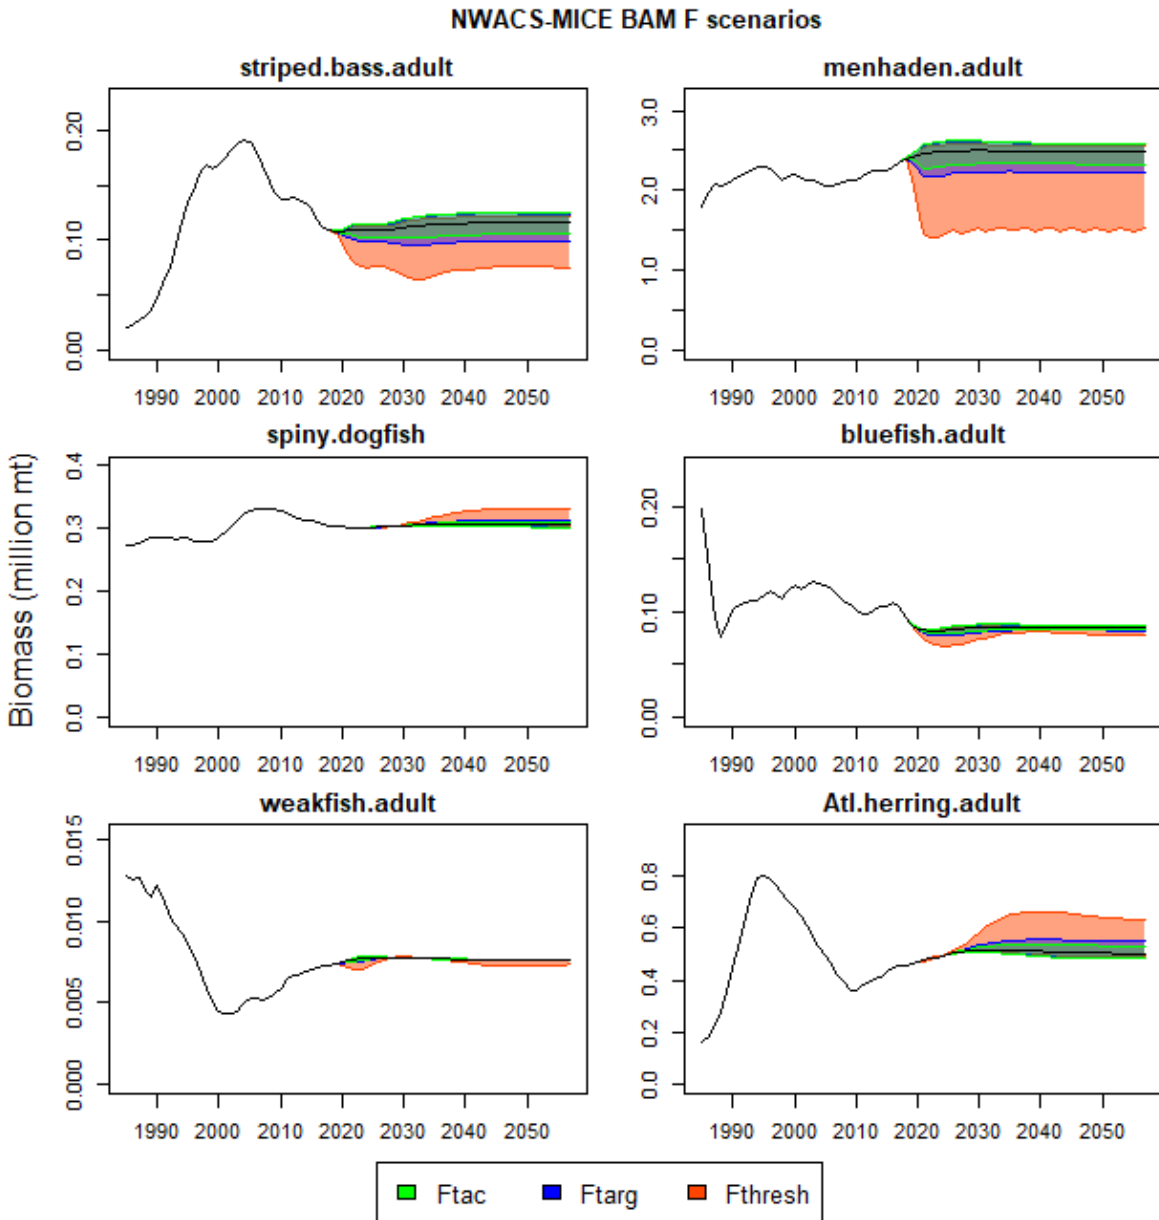 NWACS-MICE BAM F scenarios
striped.bass.adult
0.20
0.10
0.00
1990 2000 2010 2020 2030 2040 2050
menhaden.adult
3.0
2.0
1.0
0.0
1990 2000 2010 2020 2030 2040 2050
Biomass (million mt)
spiny.dogfish
0.4
0.3
0.2
0.1
0.0
1990 2000 2010 2020 2030 2040 2050
bluefish.adult
0.20
0.10
0.00
1990 2000 2010 2020 2030 2040 2050
weakfish.adult
0.015
0.010
0.005
0.000
1990 2000 2010 2020 2030 2040 2050
Atl.herring.adult
0.8
0.6
0.4
0.2
0.0
1990 2000 2010 2020 2030 2040 2050
Ftac Ftarg Fthresh